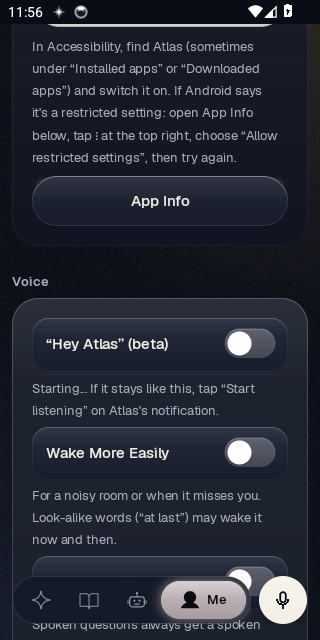 11:56
In Accessibility, find Atlas (sometimes
under “Installed apps” or “Downloaded
apps”) and switch it on. If Android says
it's a restricted setting: open App Info
below, tap ⁝ at the top right, choose “Allow
restricted settings”, then try again.
App Info
Voice
“Hey Atlas” (beta)
Starting… If it stays like this, tap “Start
listening” on Atlas's notification.
Wake More Easily
For a noisy room or when it misses you.
Look-alike words (“at last”) may wake it
now and then.
Me
Spoken questions always get a spoken